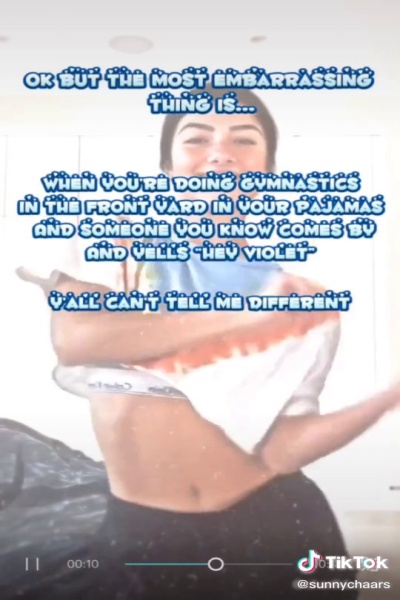 OK BUT THE MOST EMBARRASSING
THING IS...
WHEN YOU'RE DOING GYMNASTICS
IN THE FRONT YARD IN YOUR PAJAMAS
AND SOMEONE YOU KNOW COMES BY
AND YELLS "HEY VIOLET"
Y'ALL CAN'T TELL ME DIFFERENT
00:10
TikTok
@sunnychaars